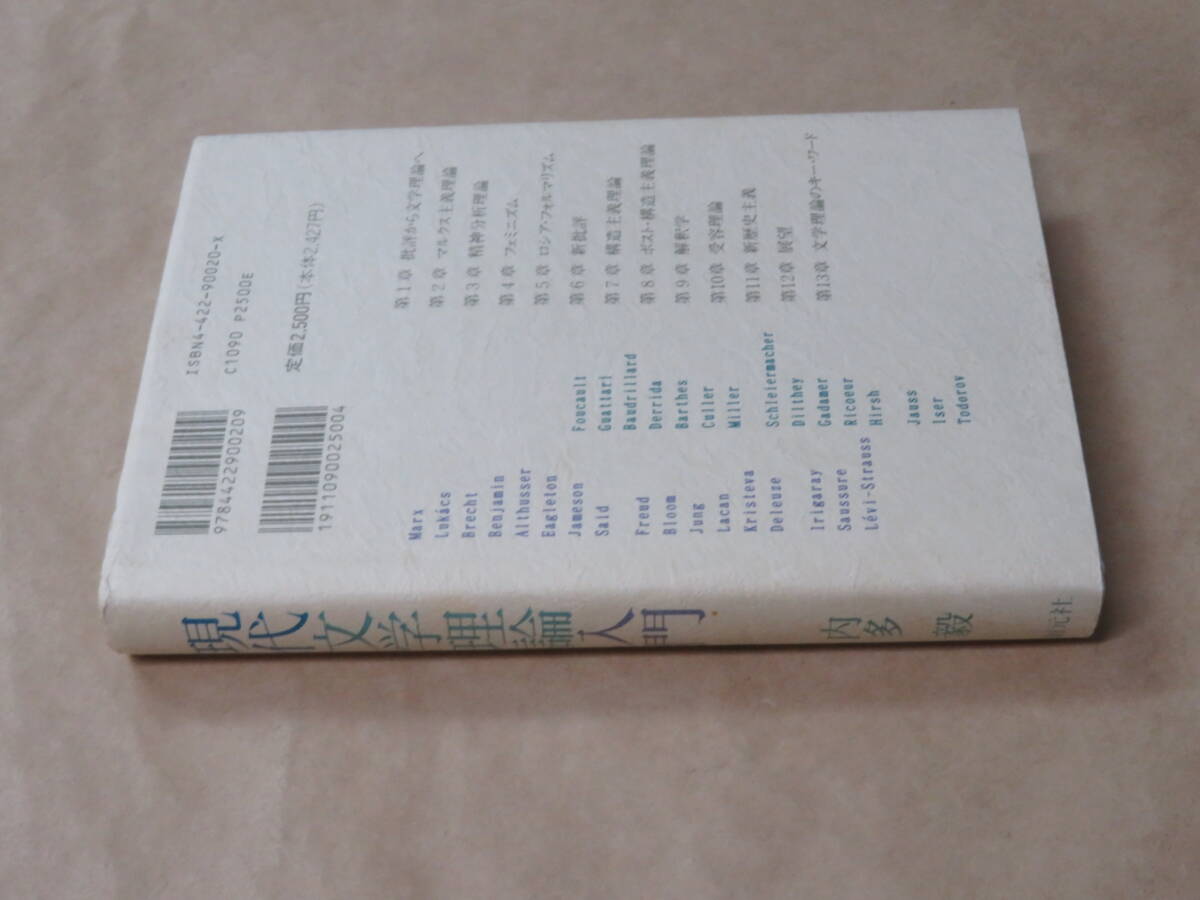 現代文学理論入門
内多 毅
元社
9784422900209
ISBN4-422-90020-X
C1090 P2500E
1911090025004
定価2,500円(本体2,427円)
第1章 批評から文学理論へ
第2章 マルクス主義理論
第3章 精神分析理論
第4章 フェミニズム
第5章 ロシア・フォルマリズム
第6章 新批評
第7章 構造主義理論
第8章 ポスト・構造主義理論
第9章 解釈学
第10章 受容理論
第11章 新歴史主義
第12章 展望
第13章 文学理論のキー・ワード
Marx
Lukács
Brecht
Benjamin
Althusser
Eagleton
Jameson
Said
Freud
Bloom
Jung
Lacan
Kristeva
Deleuze
Irigaray
Saussure
Lévi-Strauss
Foucault
Guattari
Baudrillard
Derrida
Barthes
Culler
Miller
Schleiermacher
Dilthey
Gadamer
Ricoeur
Hirsh
Jauss
Iser
Todorov